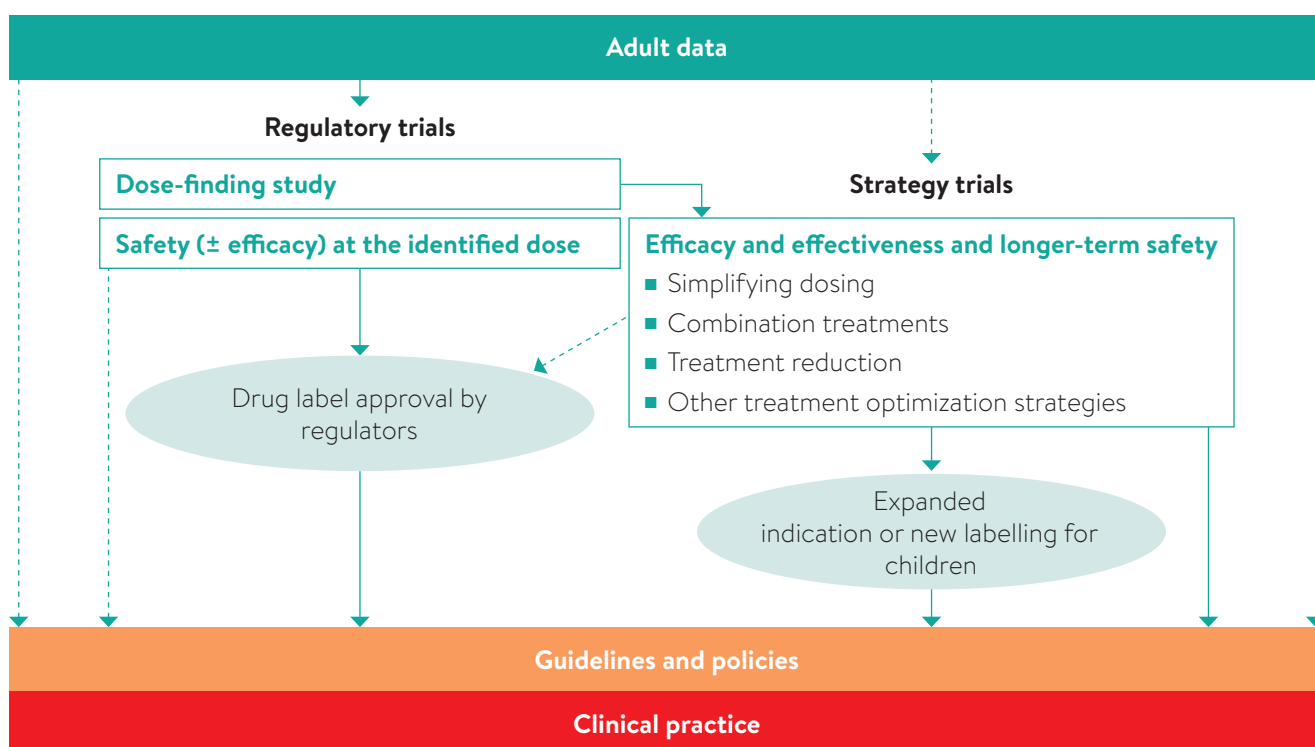 Adult data
Regulatory trials
Dose-finding study
Safety (± efficacy) at the identified dose
Drug label approval by
regulators
Strategy trials
Efficacy and effectiveness and longer-term safety
■ Simplifying dosing
■ Combination treatments
■ Treatment reduction
■ Other treatment optimization strategies
Expanded
indication or new labelling for
children
Guidelines and policies
Clinical practice